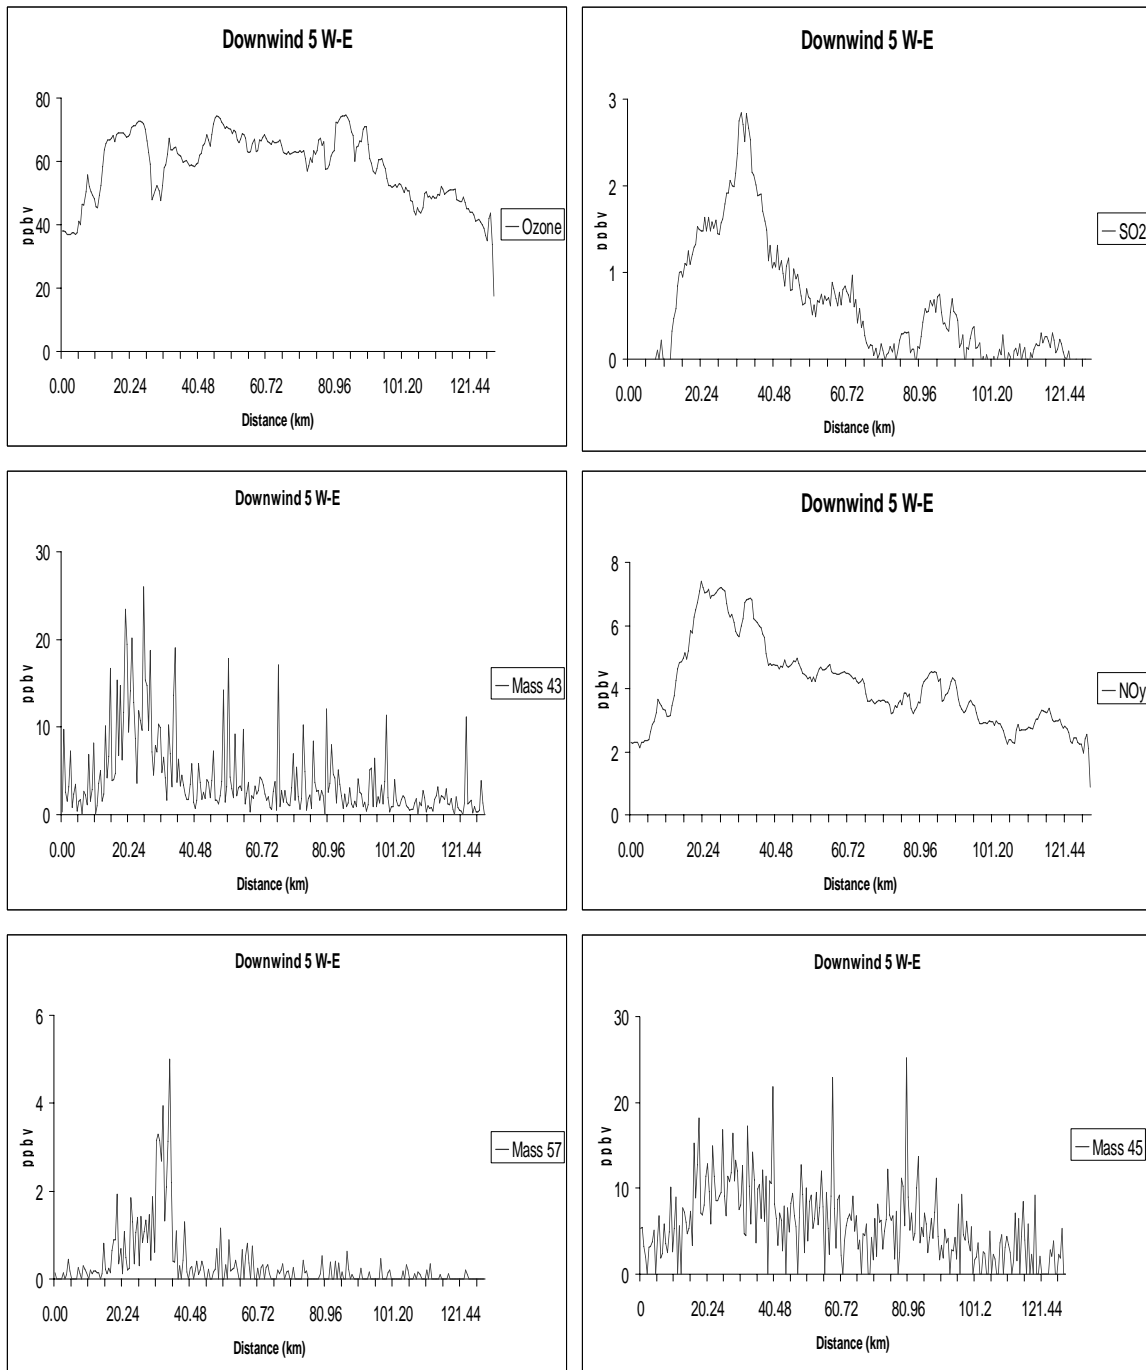 Downwind 5 W-E
80
60
40
20
0
ppbv
0.00 20.24 40.48 60.72 80.96 101.20 121.44
Distance (km)
Ozone
Downwind 5 W-E
3
2
1
0
ppbv
0.00 20.24 40.48 60.72 80.96 101.20 121.44
Distance (km)
SO2
Downwind 5 W-E
30
20
10
0
ppbv
0.00 20.24 40.48 60.72 80.96 101.20 121.44
Distance (km)
Mass 43
Downwind 5 W-E
8
6
4
2
0
ppbv
0.00 20.24 40.48 60.72 80.96 101.20 121.44
Distance (km)
NOy
Downwind 5 W-E
6
4
2
0
ppbv
0.00 20.24 40.48 60.72 80.96 101.20 121.44
Distance (km)
Mass 57
Downwind 5 W-E
30
20
10
0
ppbv
0 20.24 40.48 60.72 80.96 101.2 121.44
Distance (km)
Mass 45